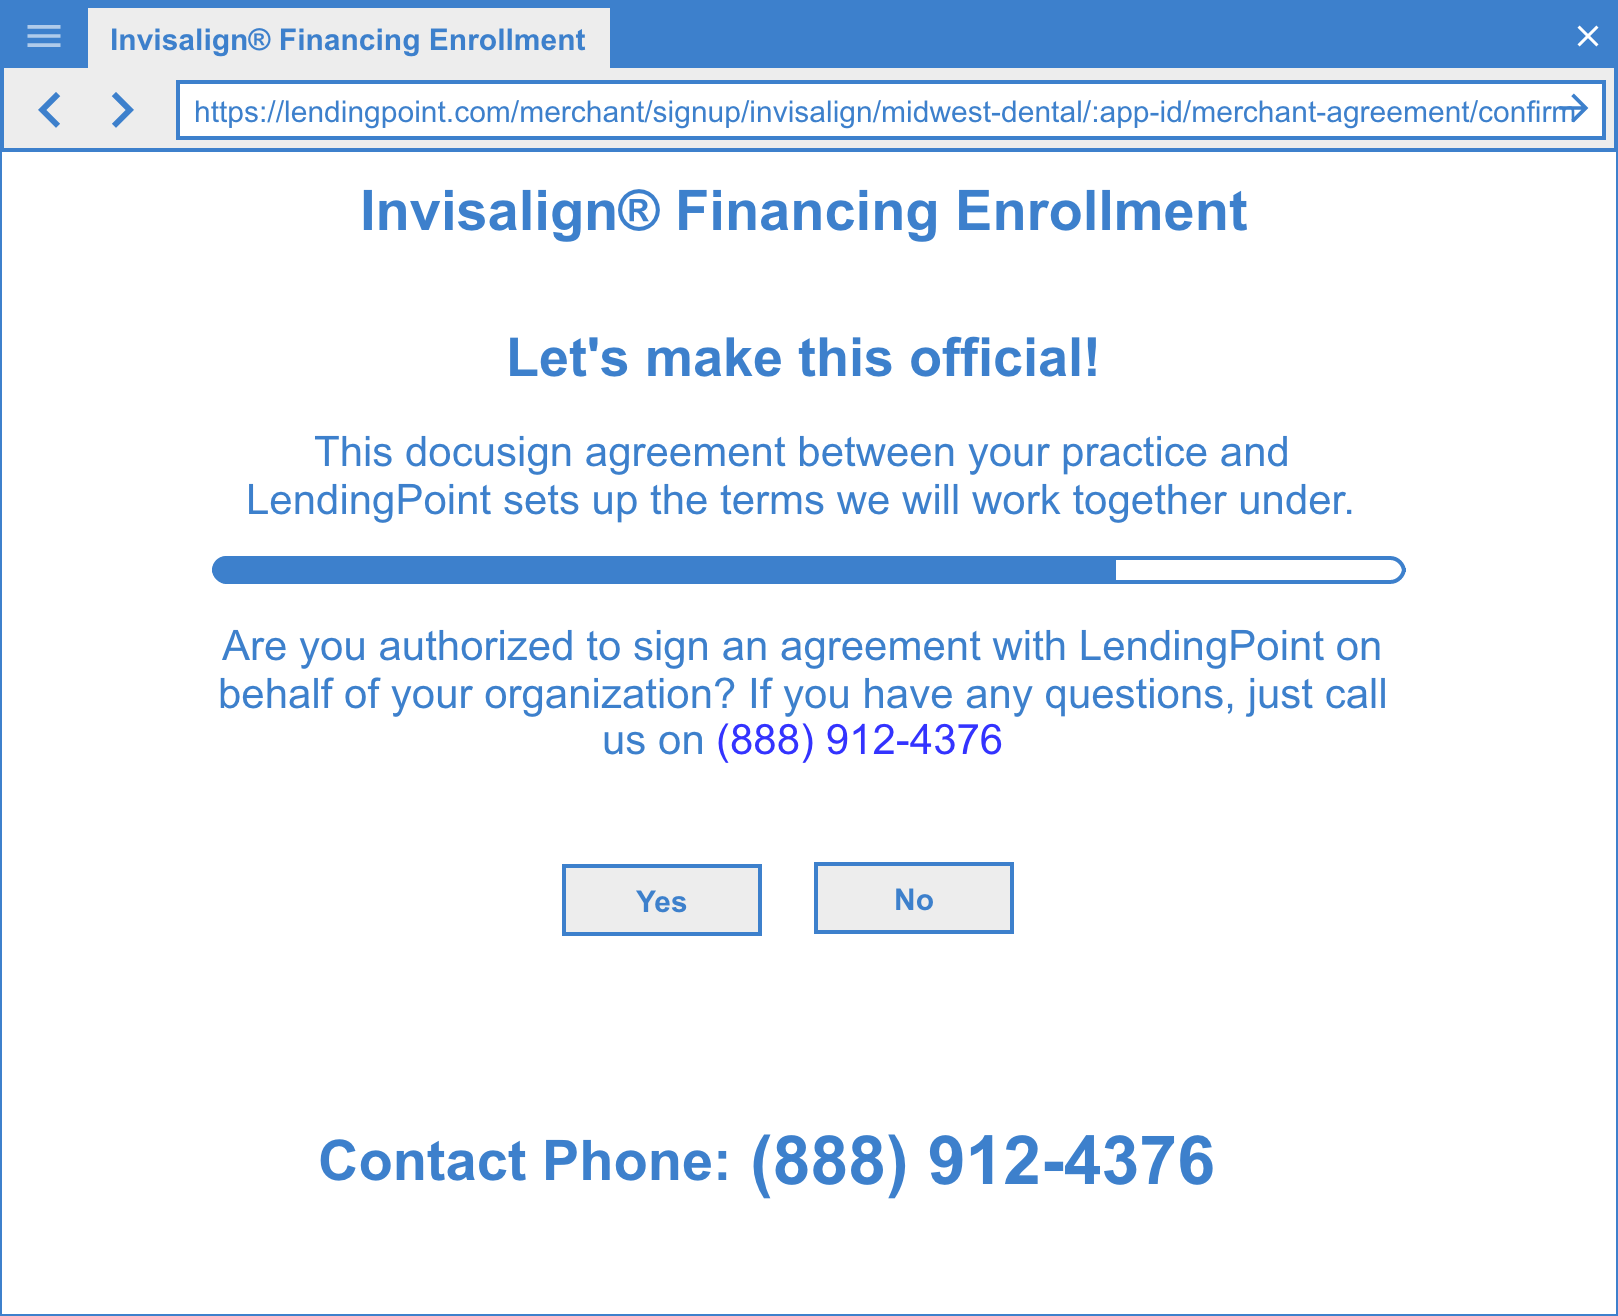 Invisalign® Financing Enrollment
https://lendingpoint.com/merchant/signup/invisalign/midwest-dental/:app-id/merchant-agreement/confirm
Invisalign® Financing Enrollment
Let's make this official!
This docusign agreement between your practice and
LendingPoint sets up the terms we will work together under.
Are you authorized to sign an agreement with LendingPoint on
behalf of your organization? If you have any questions, just call
us on (888) 912-4376
Yes No
Contact Phone: (888) 912-4376